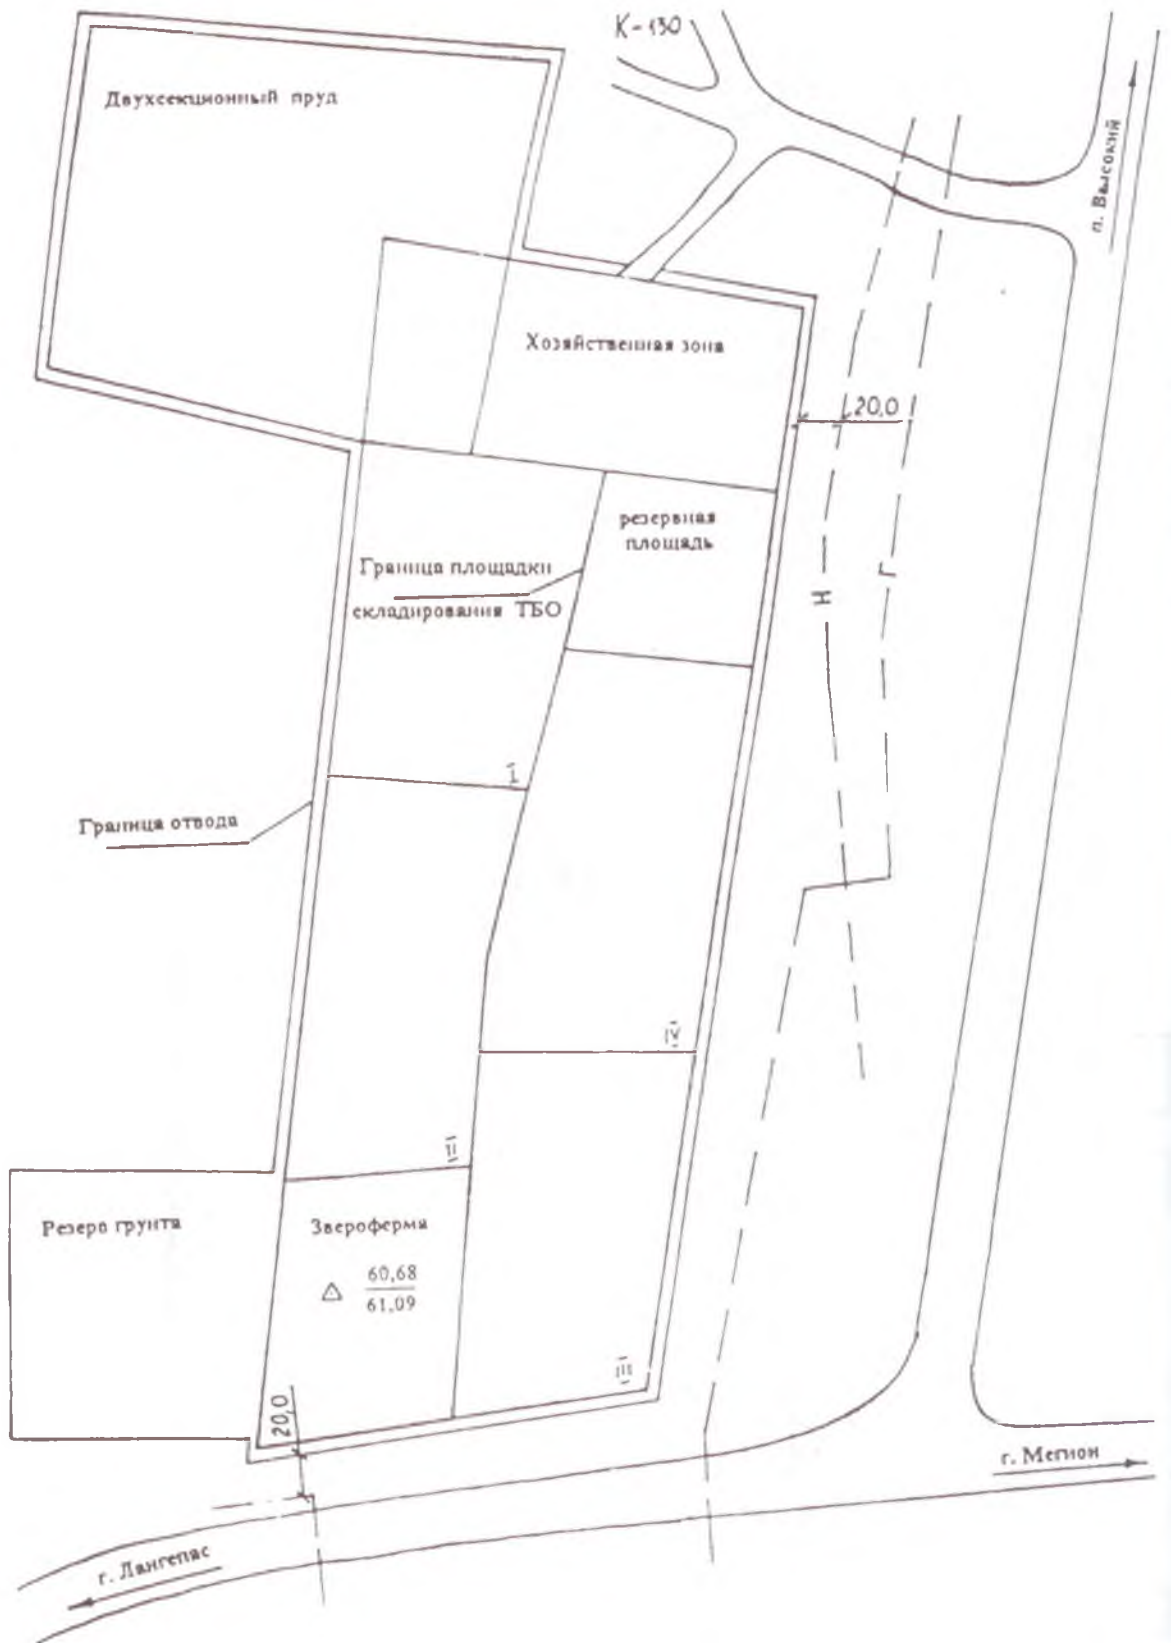 К-130
Двухсекционный пруд
п. Высокий
Хозяйственная зона
20,0
резервная
площадь
Граница площадки
складирования ТБО
Н
Г
I
Граница отвода
IV
II
Резерв грунта
Звероферма
60,68
61,09
III
20,0
г. Мегион
г. Лангепас